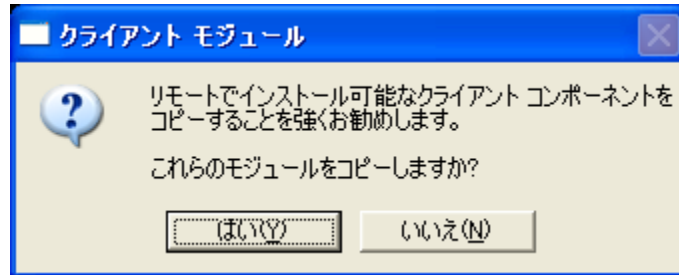 クライアント モジュール
リモートでインストール可能なクライアント コンポーネントを
コピーすることを強くお勧めします。
これらのモジュールをコピーしますか?
はい(Y)
いいえ(N)